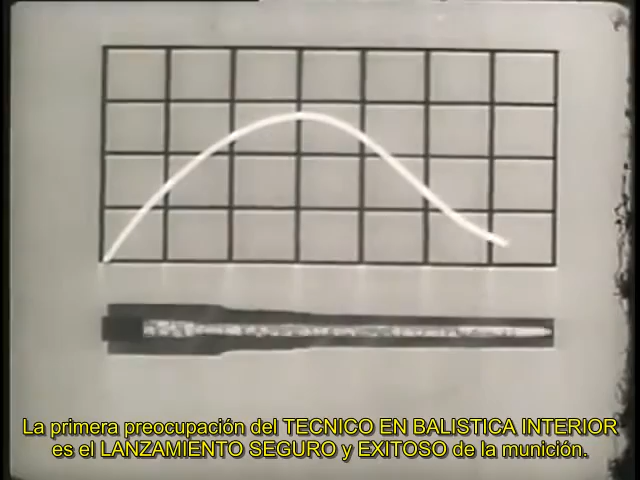 La primera preocupación del TECNICO EN BALISTICA INTERIOR
es el LANZAMIENTO SEGURO y EXITOSO de la munición.